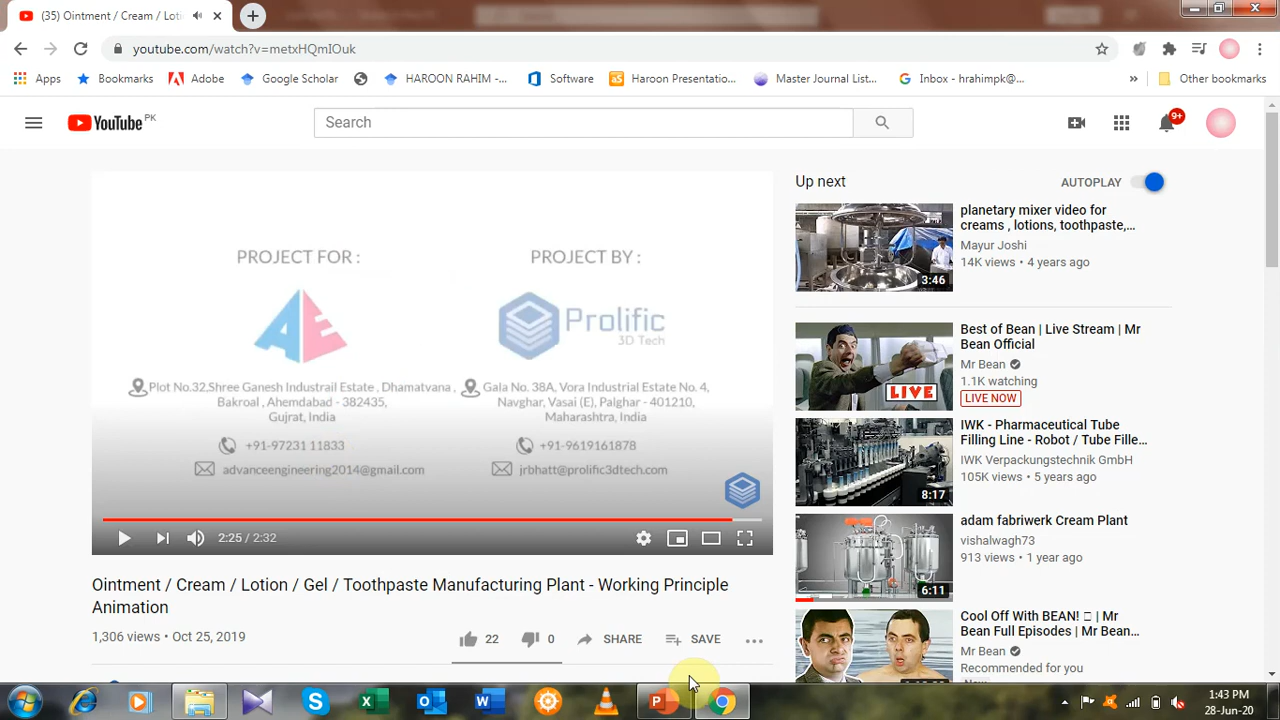 (35) Ointment / Cream / Loti
youtube.com/watch?v=metxHQmIOuk
Apps
Bookmarks
Adobe
Google Scholar
HAROON RAHIM -...
Software
Haroon Presentatio...
Master Journal List...
Inbox - hrahimpk@...
»
Other bookmarks
YouTube PK
Search
9+
PROJECT FOR :
PROJECT BY :
AE
Prolific
3D Tech
Plot No.32,Shree Ganesh Industrail Estate , Dhamatvana ,
Bakroal , Ahemdabad - 382435,
Gujrat, India
Gala No. 38A, Vora Industrial Estate No. 4,
Navghar, Vasai (E), Palghar - 401210,
Maharashtra, India
+91-97231 11833
+91-9619161878
advanceengineering2014@gmail.com
jrbhatt@prolific3dtech.com
2:25 / 2:32
Ointment / Cream / Lotion / Gel / Toothpaste Manufacturing Plant - Working Principle
Animation
1,306 views • Oct 25, 2019
22
0
SHARE
SAVE
Up next
AUTOPLAY
planetary mixer video for
creams , lotions, toothpaste,...
Mayur Joshi
14K views • 4 years ago
3:46
Best of Bean | Live Stream | Mr
Bean Official
Mr Bean
1.1K watching
LIVE NOW
LIVE
IWK - Pharmaceutical Tube
Filling Line - Robot / Tube Fille...
IWK Verpackungstechnik GmbH
105K views • 5 years ago
8:17
adam fabriwerk Cream Plant
vishalwagh73
913 views • 1 year ago
6:11
Cool Off With BEAN! | Mr
Bean Full Episodes | Mr Bean...
Mr Bean
Recommended for you
1:43 PM
28-Jun-20